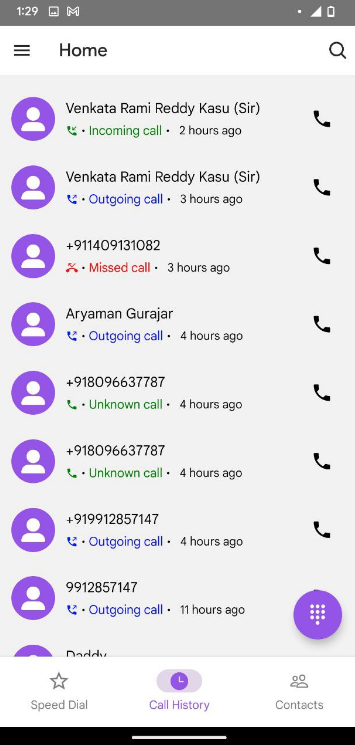 1:29
Home
Venkata Rami Reddy Kasu (Sir)
• Incoming call • 2 hours ago
Venkata Rami Reddy Kasu (Sir)
• Outgoing call • 3 hours ago
+911409131082
• Missed call • 3 hours ago
Aryaman Gurajar
• Outgoing call • 4 hours ago
+918096637787
• Unknown call • 4 hours ago
+918096637787
• Unknown call • 4 hours ago
+919912857147
• Outgoing call • 4 hours ago
9912857147
• Outgoing call • 11 hours ago
Daddy
Speed Dial
Call History
Contacts